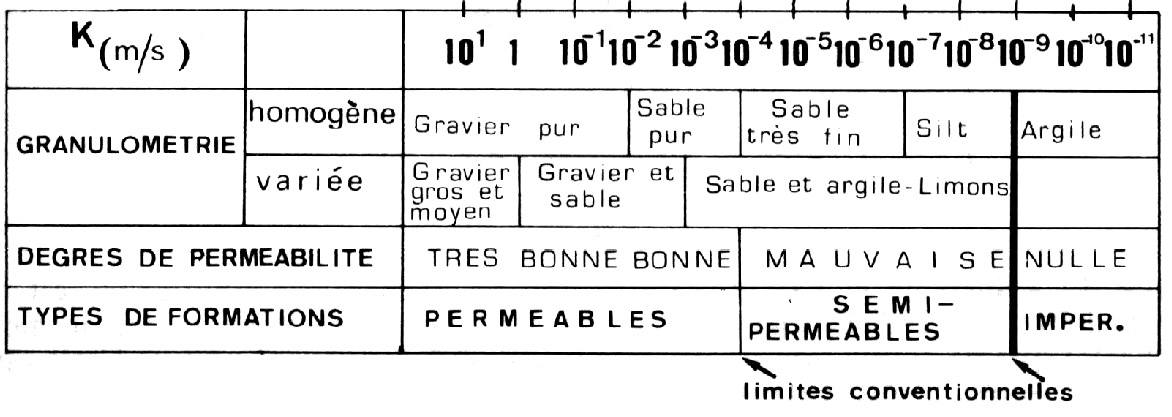 K (m/s ) 10¹ 1 10⁻¹ 10⁻² 10⁻³ 10⁻⁴ 10⁻⁵ 10⁻⁶ 10⁻⁷ 10⁻⁸ 10⁻⁹ 10⁻¹⁰ 10⁻¹¹
GRANULOMETRIE
homogène
Gravier pur
Sable
pur
Sable
très fin
Silt
Argile
variée
Gravier
gros et
moyen
Gravier et
sable
Sable et argile-Limons
DEGRES DE PERMEABILITE
TRES BONNE BONNE
MAUVAISE
NULLE
TYPES DE FORMATIONS
PERMEABLES
SEMI-
PERMEABLES
IMPER.
limites conventionnelles